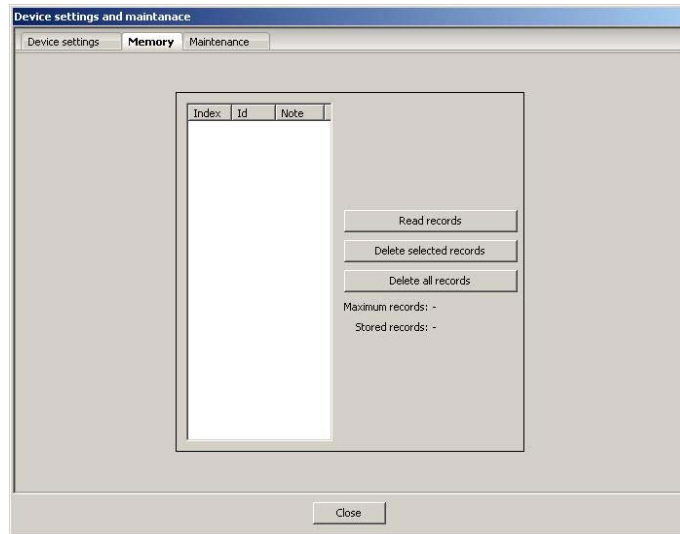 Device settings and maintanace
Device settings Memory Maintenance
Index Id Note
Read records
Delete selected records
Delete all records
Maximum records: -
Stored records: -
Close